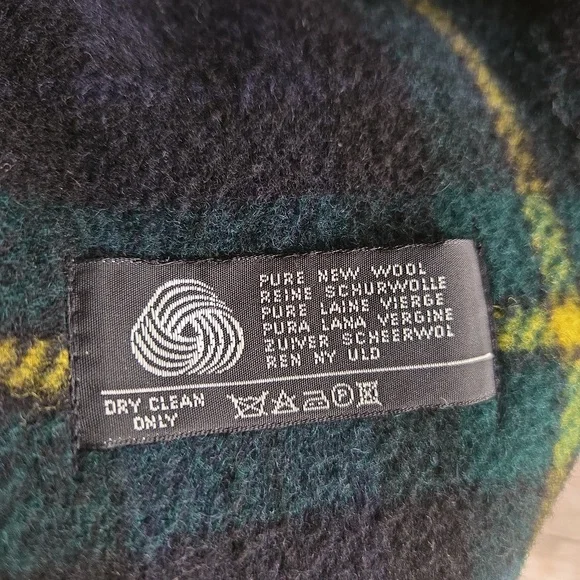 PURE NEW WOOL
REINE SCHURWOLLE
PURE LAINE VIERGE
PURA LANA VERGINE
ZUIVER SCHEERWOL
REN NY ULD
DRY CLEAN
ONLY
P